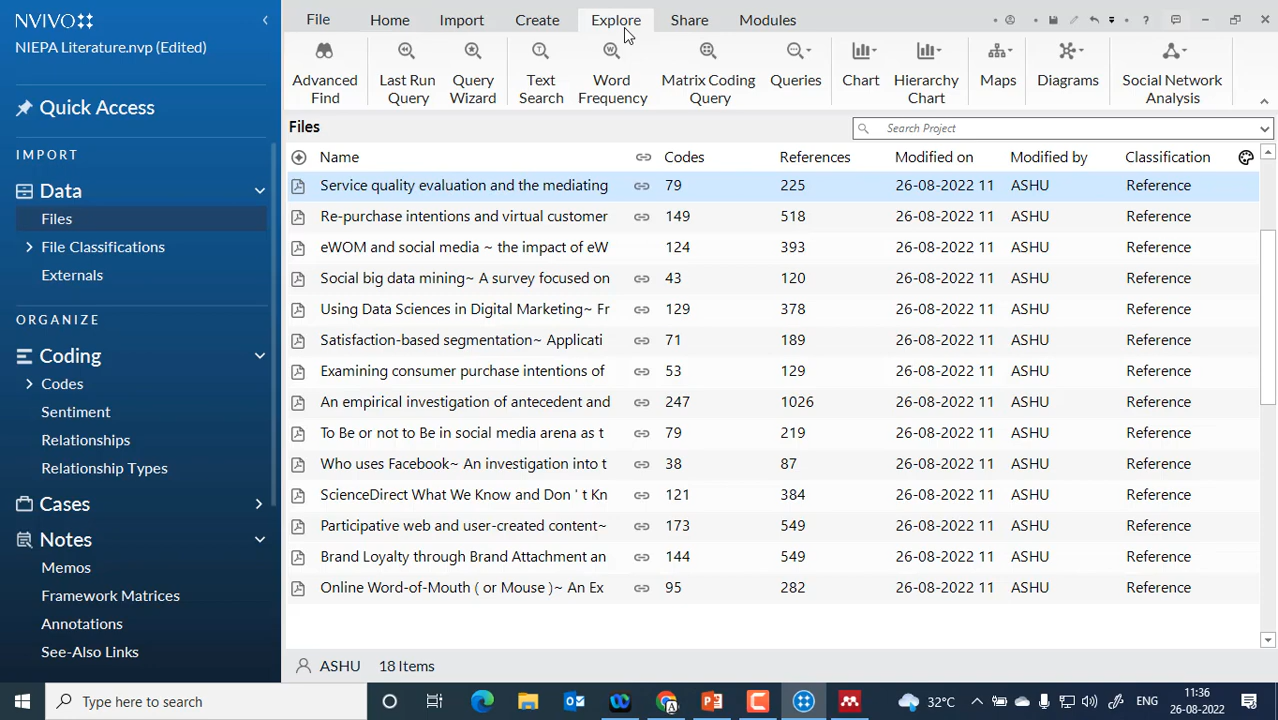 NVIVO
NIEPA Literature.nvp (Edited)
Quick Access
IMPORT
Data
Files
File Classifications
Externals
ORGANIZE
Coding
Codes
Sentiment
Relationships
Relationship Types
Cases
Notes
Memos
Framework Matrices
Annotations
See-Also Links
File Home Import Create Explore Share Modules
Advanced Find
Last Run Query
Query Wizard
Text Search
Word Frequency
Matrix Coding Query
Queries
Chart
Hierarchy Chart
Maps
Diagrams
Social Network Analysis
Files
Search Project
Name Codes References Modified on Modified by Classification
Service quality evaluation and the mediating 79 225 26-08-2022 11 ASHU Reference
Re-purchase intentions and virtual customer 149 518 26-08-2022 11 ASHU Reference
eWOM and social media ~ the impact of eW 124 393 26-08-2022 11 ASHU Reference
Social big data mining~ A survey focused on 43 120 26-08-2022 11 ASHU Reference
Using Data Sciences in Digital Marketing~ Fr 129 378 26-08-2022 11 ASHU Reference
Satisfaction-based segmentation~ Applicati 71 189 26-08-2022 11 ASHU Reference
Examining consumer purchase intentions of 53 129 26-08-2022 11 ASHU Reference
An empirical investigation of antecedent and 247 1026 26-08-2022 11 ASHU Reference
To Be or not to Be in social media arena as t 79 219 26-08-2022 11 ASHU Reference
Who uses Facebook~ An investigation into t 38 87 26-08-2022 11 ASHU Reference
ScienceDirect What We Know and Don ' t Kn 121 384 26-08-2022 11 ASHU Reference
Participative web and user-created content~ 173 549 26-08-2022 11 ASHU Reference
Brand Loyalty through Brand Attachment an 144 549 26-08-2022 11 ASHU Reference
Online Word-of-Mouth ( or Mouse )~ An Ex 95 282 26-08-2022 11 ASHU Reference
ASHU 18 Items
Type here to search
32°C
ENG
11:36
26-08-2022